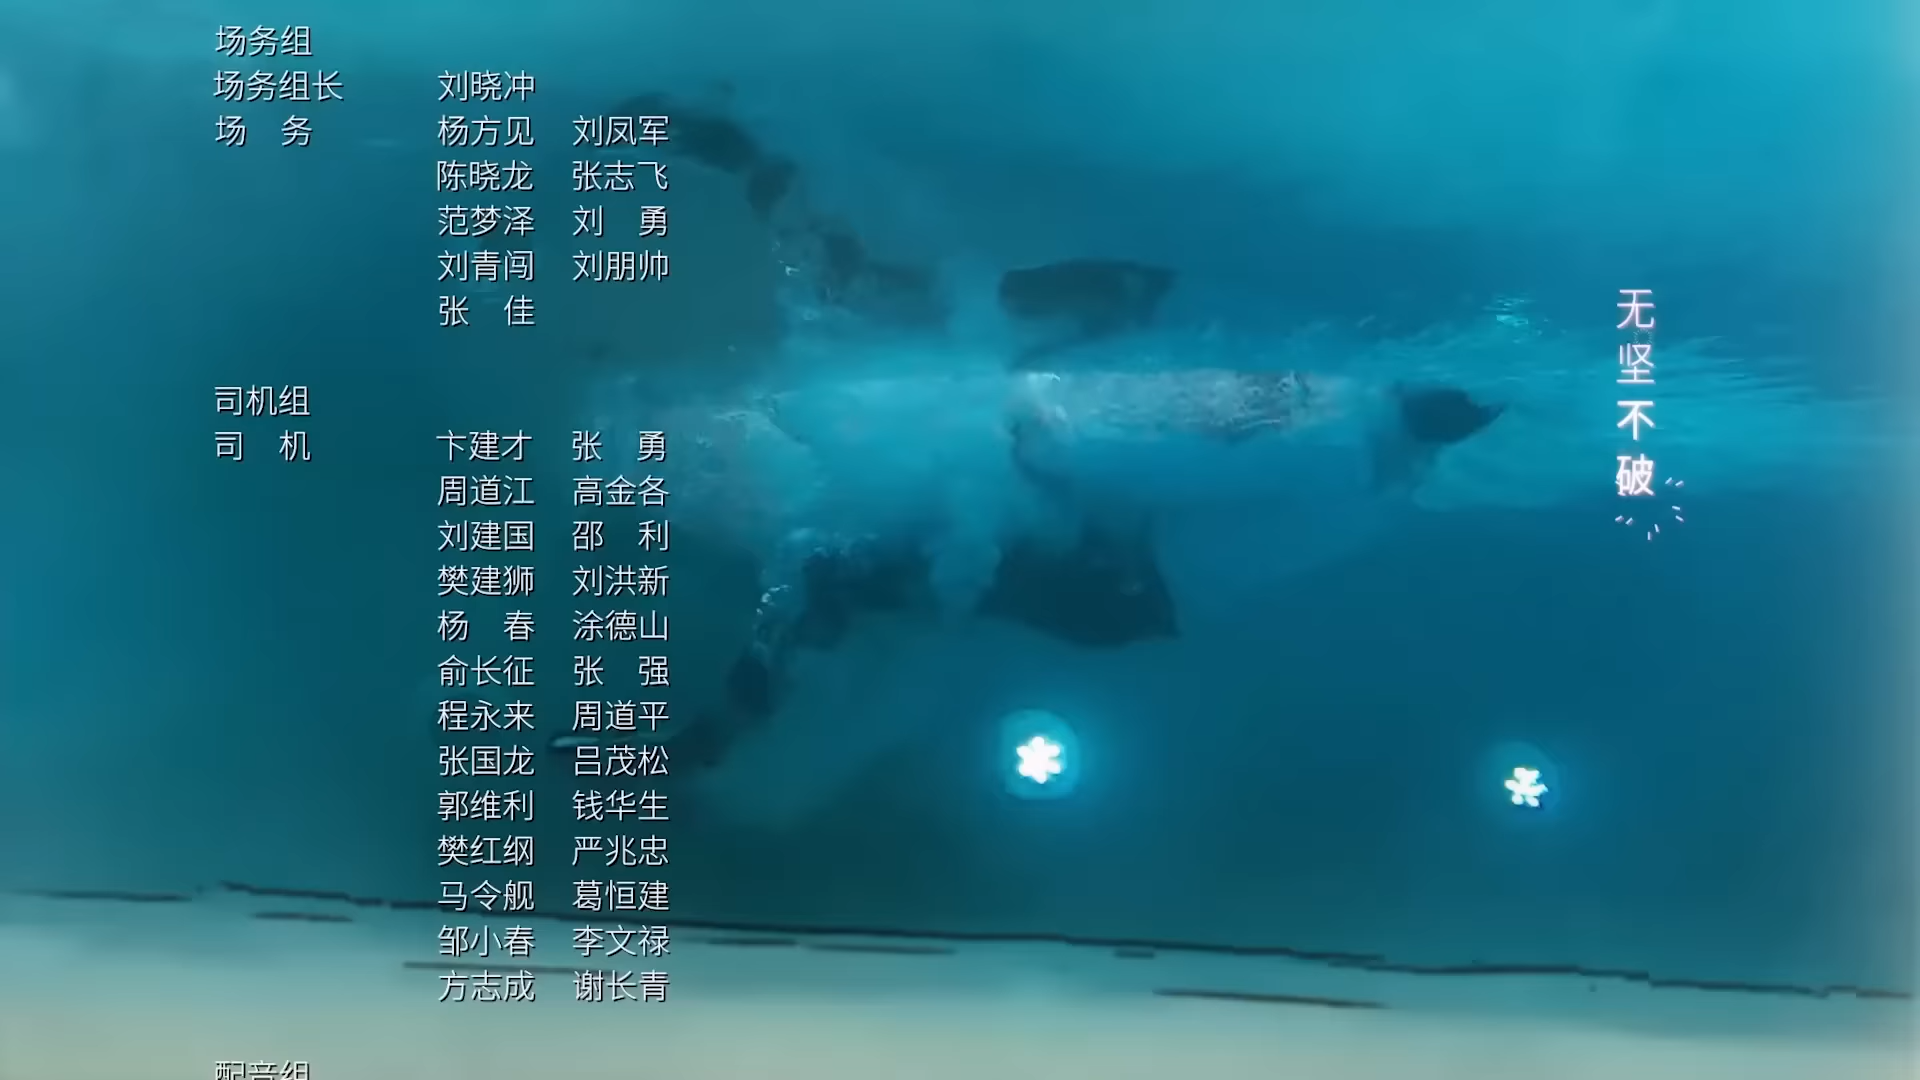 场务组
场务组长 刘晓冲
场 务 杨方见 刘凤军
陈晓龙 张志飞
范梦泽 刘 勇
刘青闯 刘朋帅
张 佳
司机组
司 机 卞建才 张 勇
周道江 高金各
刘建国 邵 利
樊建狮 刘洪新
杨 春 涂德山
俞长征 张 强
程永来 周道平
张国龙 吕茂松
郭维利 钱华生
樊红纲 严兆忠
马令舰 葛恒建
邹小春 李文禄
方志成 谢长青
配音组
无坚不破